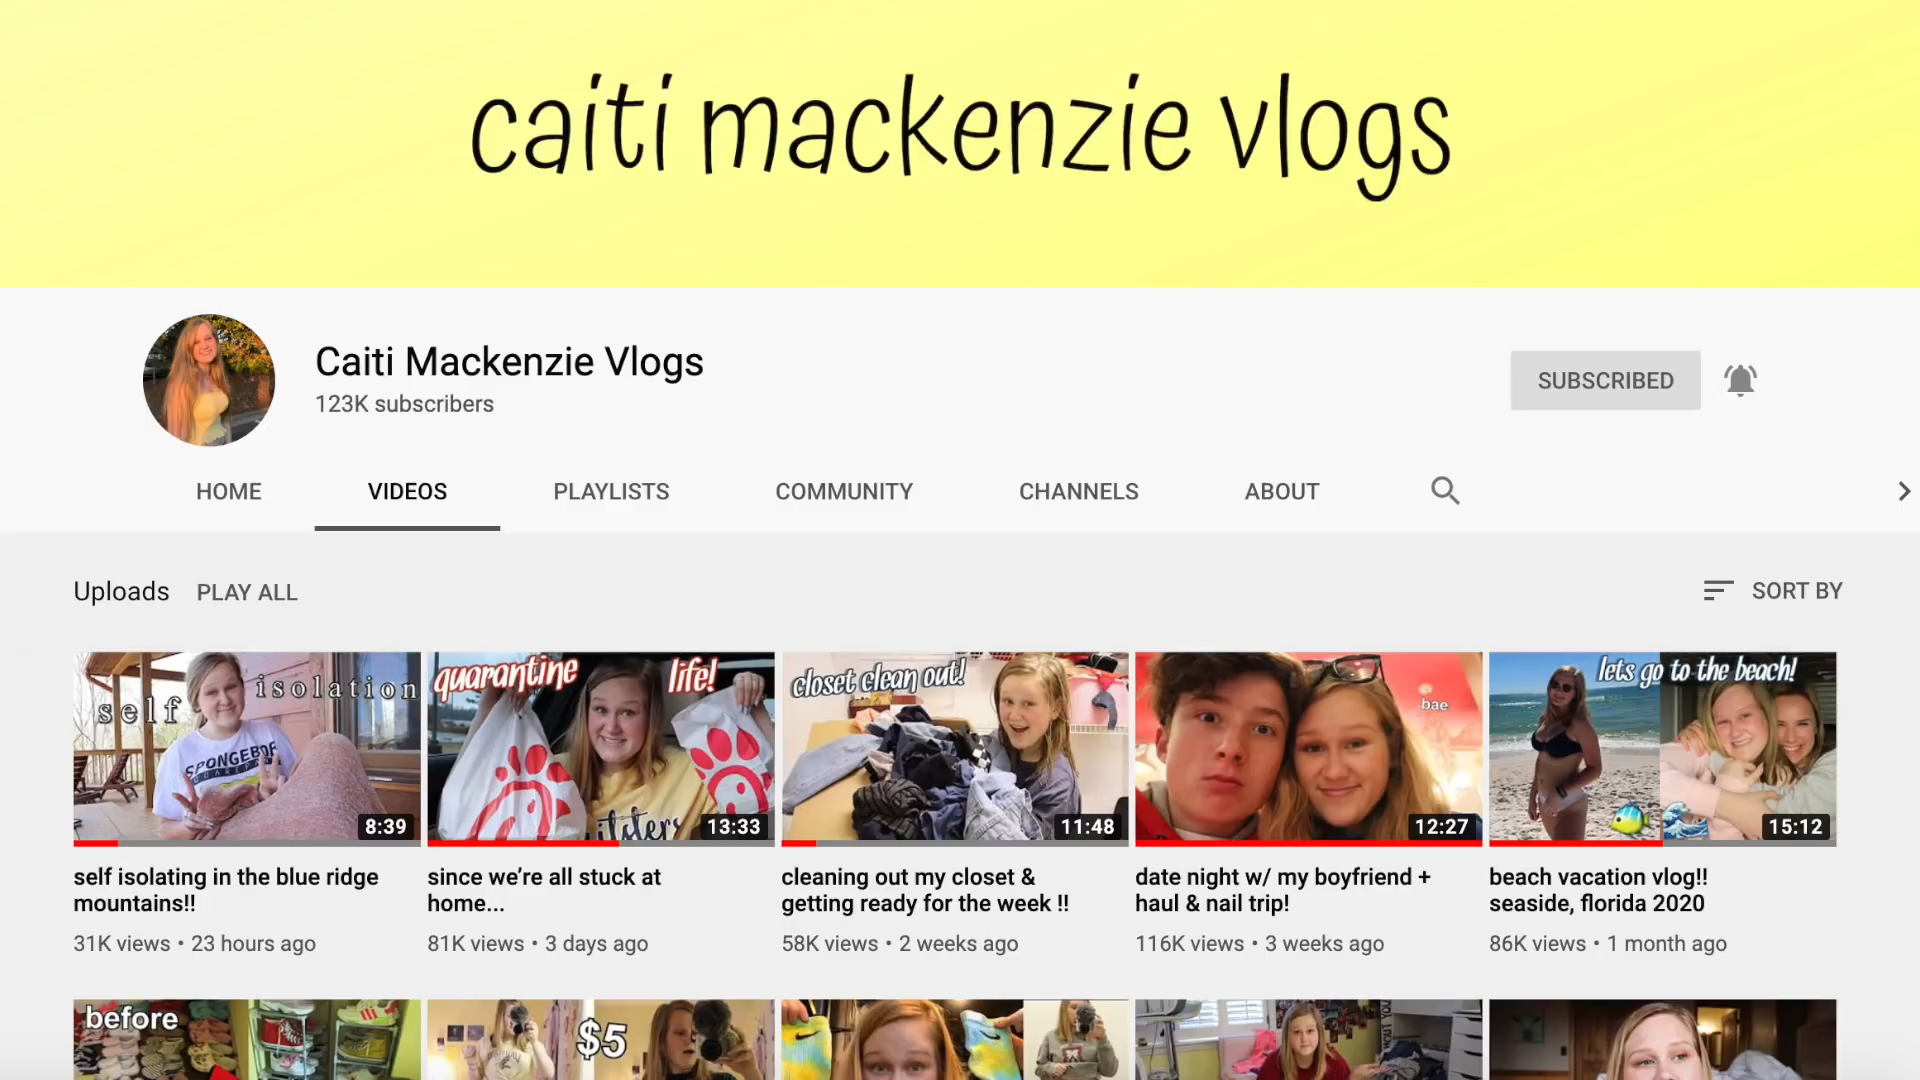 caiti mackenzie vlogs
Caiti Mackenzie Vlogs
123K subscribers
SUBSCRIBED
HOME VIDEOS PLAYLISTS COMMUNITY CHANNELS ABOUT
Uploads PLAY ALL
SORT BY
self isolation
SPONGEBOB
SQUAREPANTS
8:39
self isolating in the blue ridge
mountains!!
31K views • 23 hours ago
quarantine life!
13:33
since we’re all stuck at
home...
81K views • 3 days ago
closet clean out!
11:48
cleaning out my closet &
getting ready for the week !!
58K views • 2 weeks ago
bae
12:27
date night w/ my boyfriend +
haul & nail trip!
116K views • 3 weeks ago
lets go to the beach!
15:12
beach vacation vlog!!
seaside, florida 2020
86K views • 1 month ago
before
$5